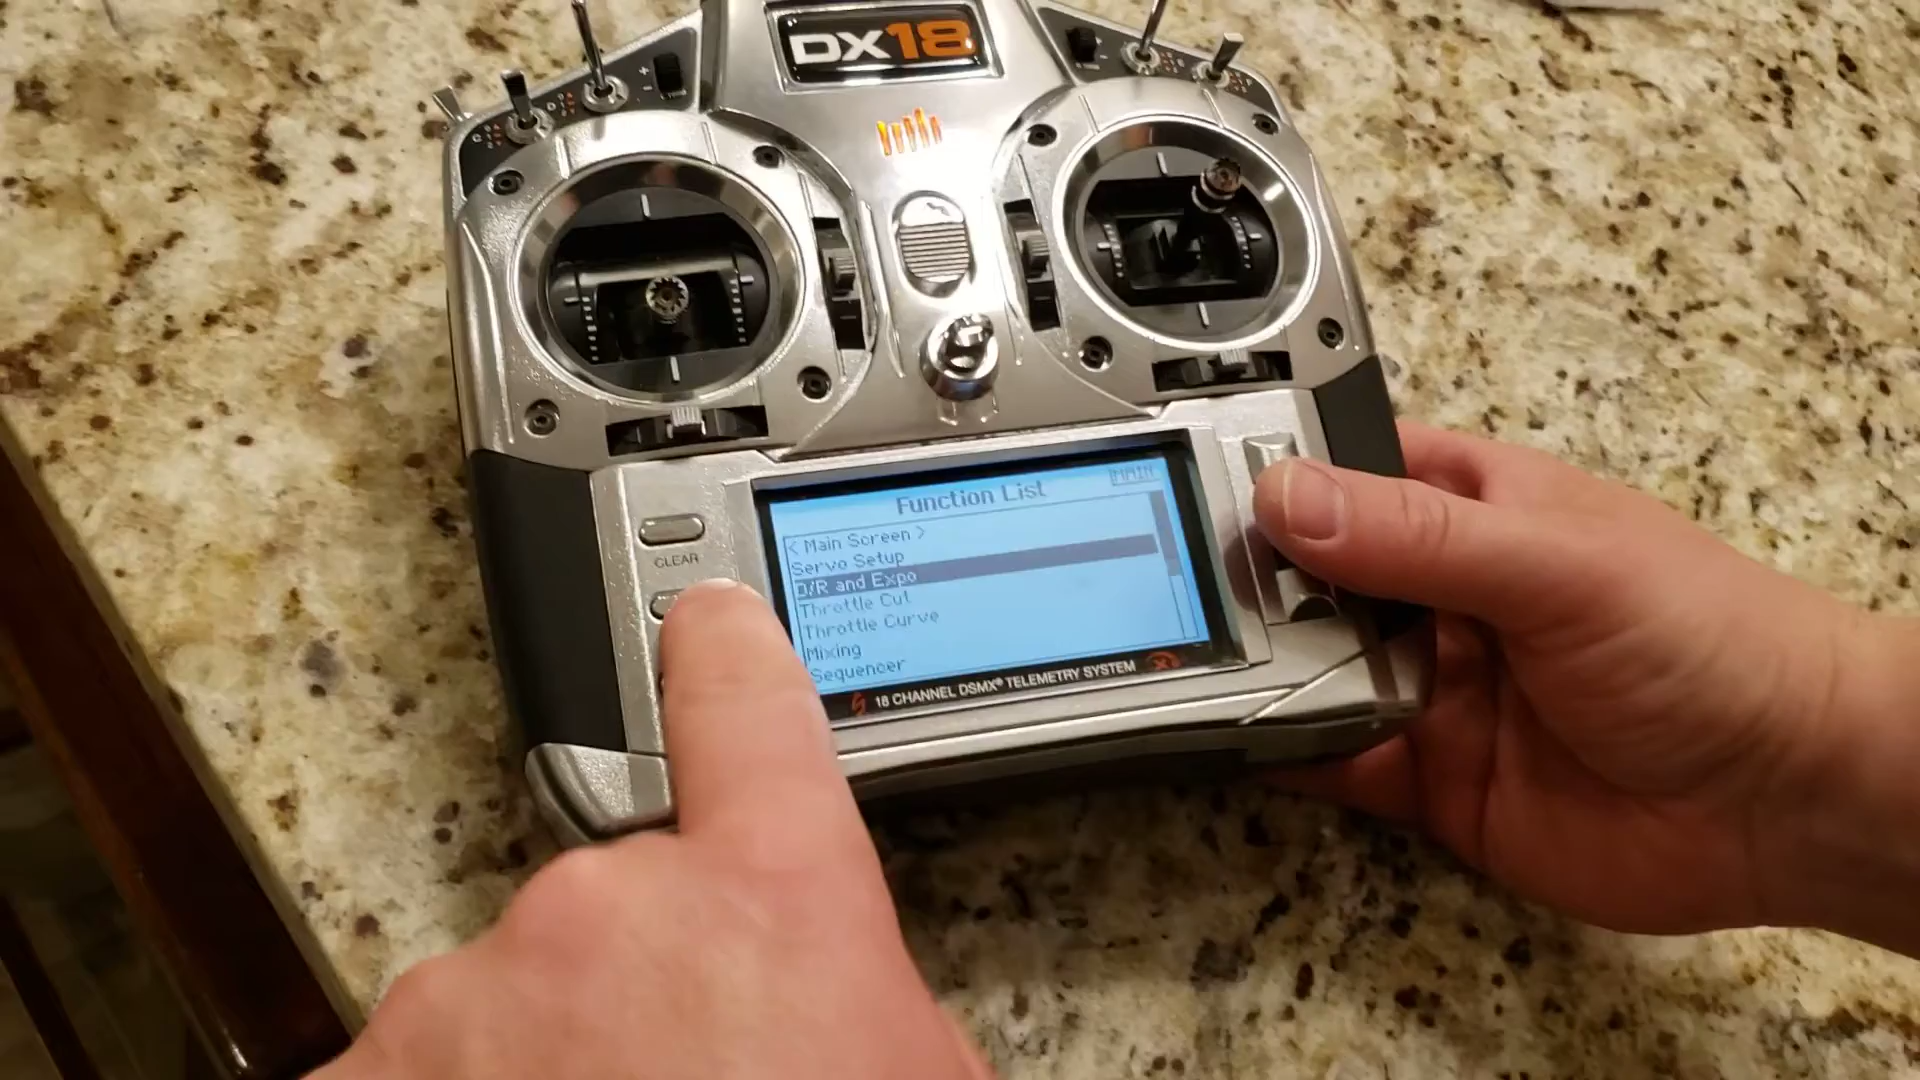 DX18
MAIN
Function List
< Main Screen >
Servo Setup
D/R and Expo
Throttle Cut
Throttle Curve
Mixing
Sequencer
CLEAR
18 CHANNEL DSMX® TELEMETRY SYSTEM